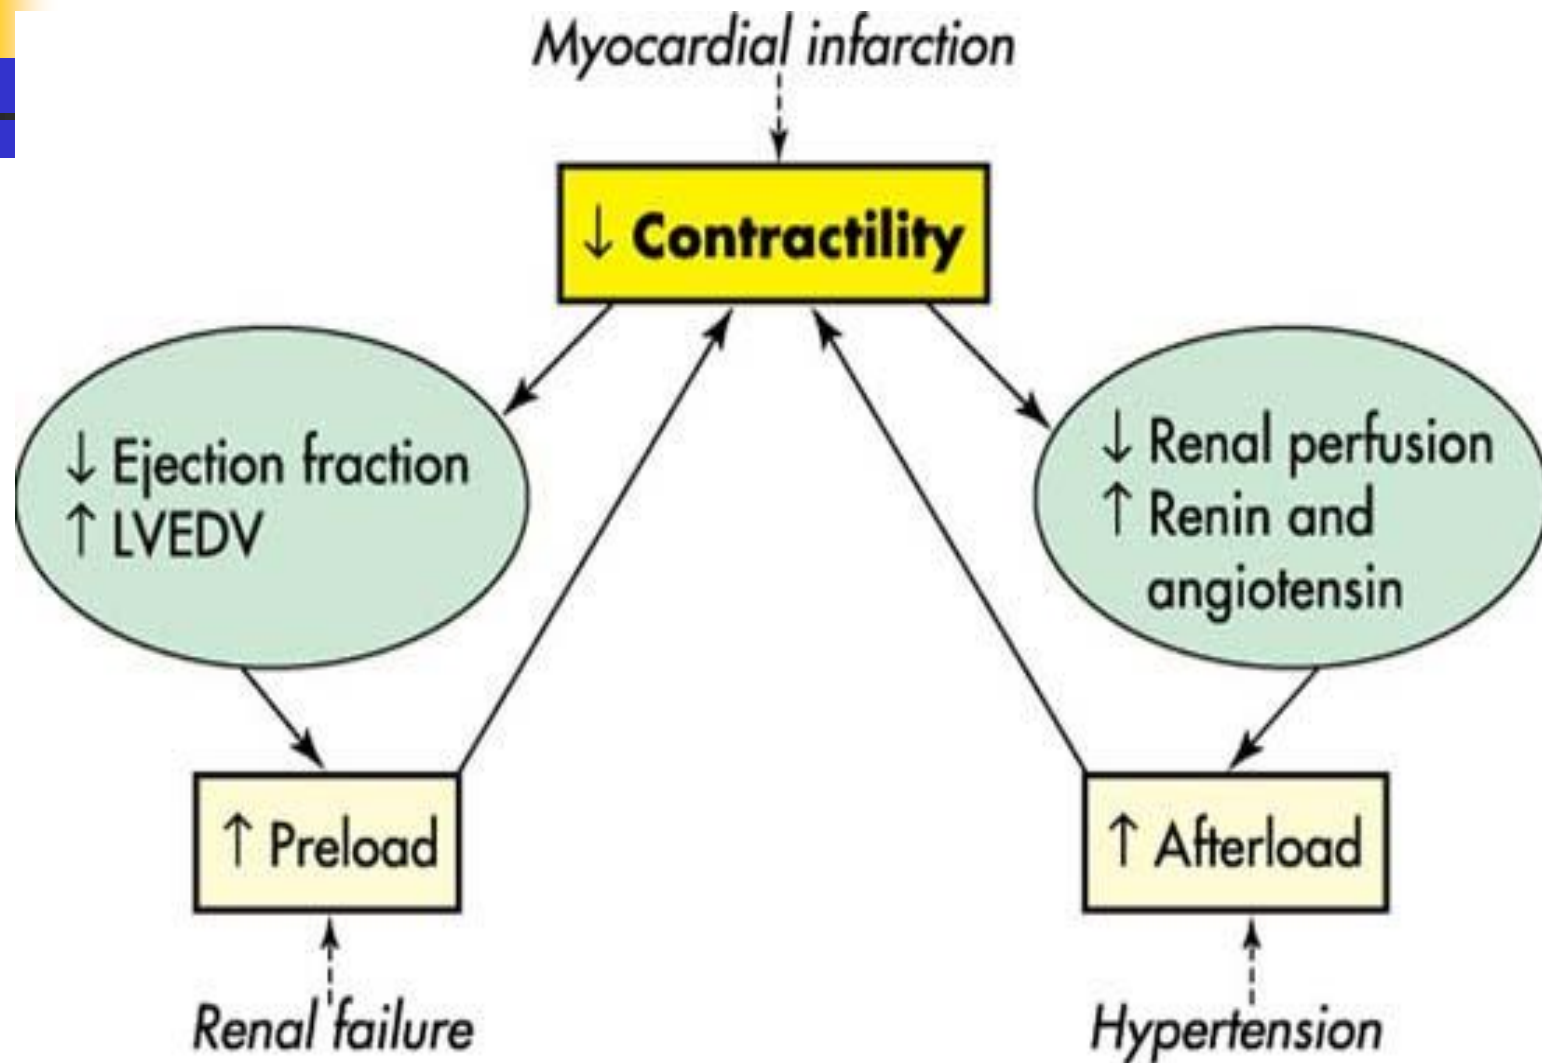 Myocardial infarction
↓ Contractility
↓ Ejection fraction
↑ LVEDV
↓ Renal perfusion
↑ Renin and
angiotensin
↑ Preload
↑ Afterload
Renal failure
Hypertension